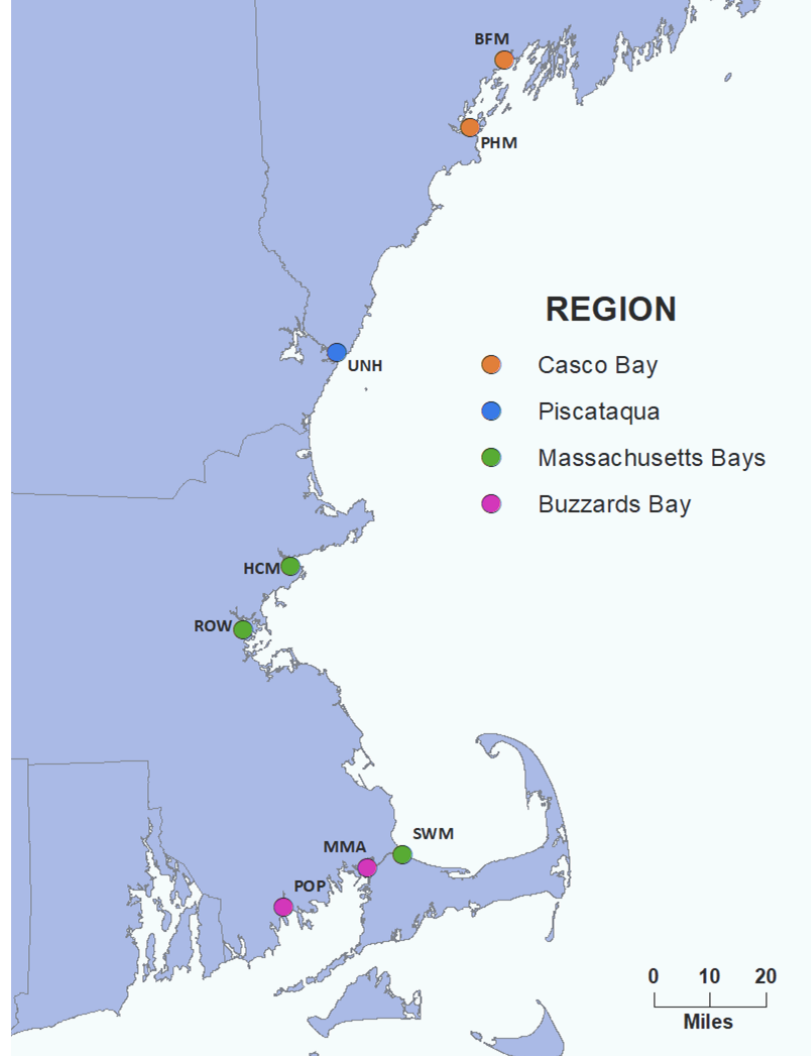 BFM
PHM
REGION
UNH
Casco Bay
Piscataqua
Massachusetts Bays
Buzzards Bay
HCM
ROW
SWM
MMA
POP
0 10 20
Miles